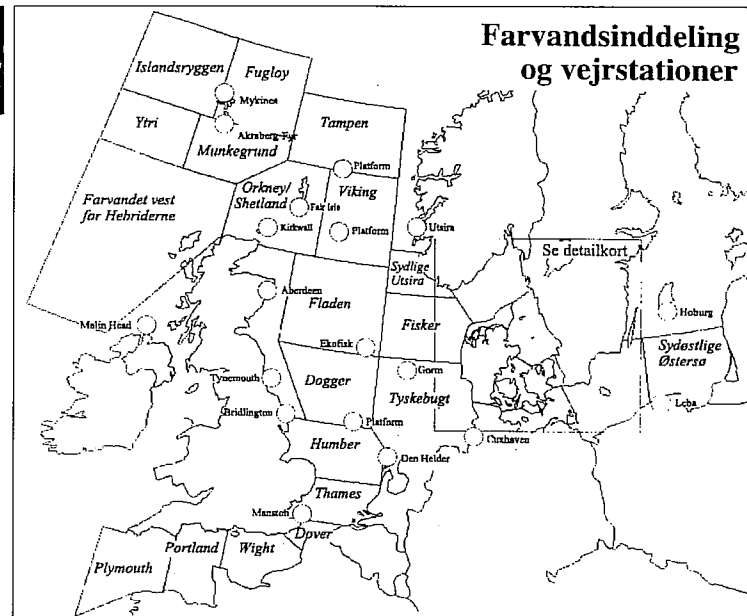 Farvandsinddeling
og vejrstationer
Islandsryggen
Fugloy
Mykines
Ytri
Akraberg Fyr
Munkegrund
Tampen
Platform
Farvandet vest
for Hebriderne
Orkney/
Shetland
Fair Isle
Kirkwall
Viking
Platform
Utsira
Se detailkort
Sydlige
Utsira
Aberdeen
Fladen
Hoburg
Malin Head
Fisker
Sydøstlige
Østersø
Ekofisk
Gorm
Tynemouth
Dogger
Tyskebugt
Leba
Bridlington
Platform
Cuxhaven
Humber
Den Helder
Thames
Manston
Dover
Portland
Wight
Plymouth